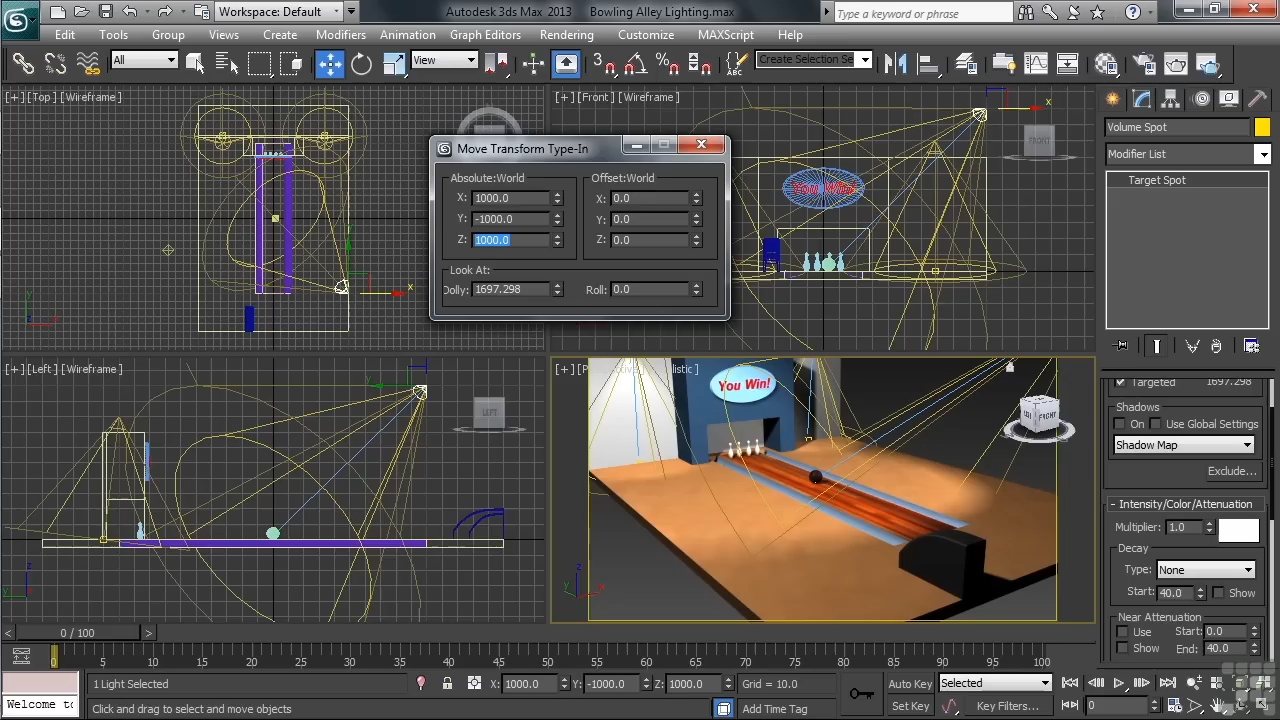 Workspace: Default
Autodesk 3ds Max 2013 Bowling Alley Lighting.max
Type a keyword or phrase
Edit Tools Group Views Create Modifiers Animation Graph Editors Rendering Customize MAXScript Help
All
View
Create Selection Se
[+] [Top] [Wireframe]
[+] [Front] [Wireframe]
FRONT
You Win!
x
y
x
Move Transform Type-In
Absolute:World
X: 1000.0
Y: -1000.0
Z: 1000.0
Offset:World
X: 0.0
Y: 0.0
Z: 0.0
Look At:
Dolly: 1697.298
Roll: 0.0
Volume Spot
Modifier List
Target Spot
[+] [Left] [Wireframe]
LEFT
You Win!
FRONT
Targeted 1697.298
Shadows
On Use Global Settings
Shadow Map
Exclude...
- Intensity/Color/Attenuation
Multiplier: 1.0
Decay
Type: None
Start: 40.0 Show
Near Attenuation
Use Start: 0.0
Show End: 40.0
< 0 / 100 >
0 5 10 15 20 25 30 35 40 45 50 55 60 65 70 75 80 85 90 95 100
1 Light Selected
X: 1000.0 Y: -1000.0 Z: 1000.0
Grid = 10.0
Auto Key
Selected
Welcome to
Click and drag to select and move objects
Add Time Tag
Set Key
Key Filters...
0